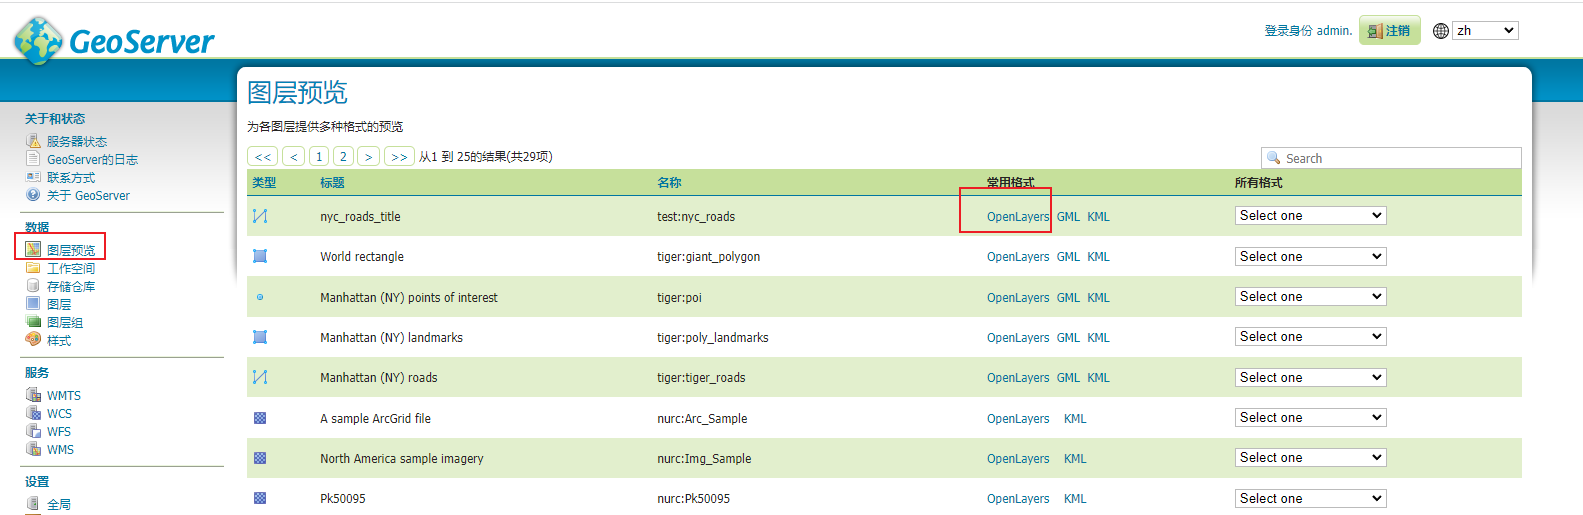 GeoServer
登录身份 admin. 注销 zh
关于和状态
服务器状态
GeoServer的日志
联系方式
关于 GeoServer
数据
图层预览
工作空间
存储仓库
图层
图层组
样式
服务
WMTS
WCS
WFS
WMS
设置
全局
图层预览
为各图层提供多种格式的预览
<< < 1 2 > >> 从1 到 25的结果(共29项) Search
类型 标题 名称 常用格式 所有格式
nyc_roads_title test:nyc_roads OpenLayers GML KML Select one
World rectangle tiger:giant_polygon OpenLayers GML KML Select one
Manhattan (NY) points of interest tiger:poi OpenLayers GML KML Select one
Manhattan (NY) landmarks tiger:poly_landmarks OpenLayers GML KML Select one
Manhattan (NY) roads tiger:tiger_roads OpenLayers GML KML Select one
A sample ArcGrid file nurc:Arc_Sample OpenLayers KML Select one
North America sample imagery nurc:Img_Sample OpenLayers KML Select one
Pk50095 nurc:Pk50095 OpenLayers KML Select one